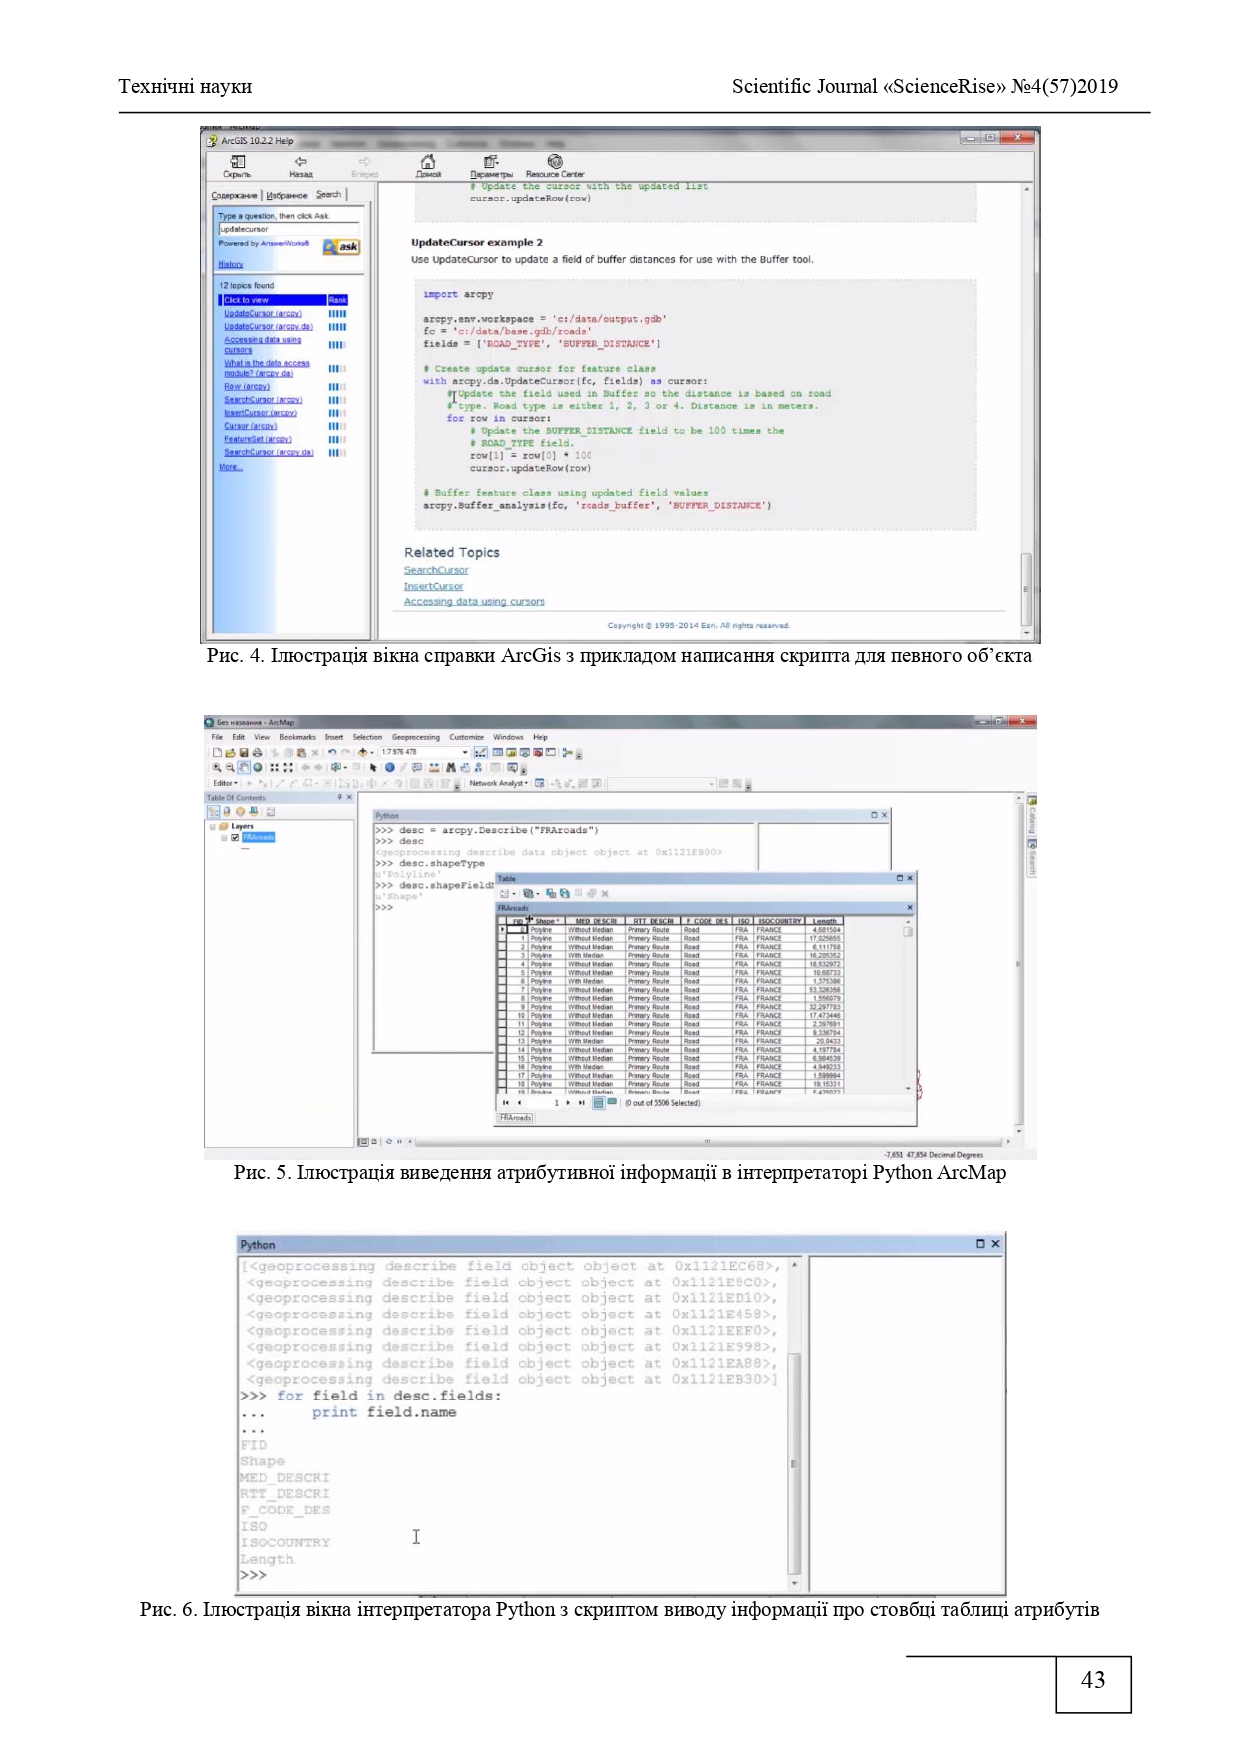 Технічні науки Scientific Journal «ScienceRise» №4(57)2019
ArcGIS 10.2.2 Help
Скрыть Назад Вперед Домой Параметры Resource Center
Содержание Избранное Search
Type a question, then click Ask.
updatecursor
Powered by AnswerWorks®
ask
History
12 topics found
Click to view Rank
UpdateCursor (arcpy)
UpdateCursor (arcpy.da)
Accessing data using
cursors
What is the data access
module? (arcpy.da)
Row (arcpy)
SearchCursor (arcpy)
InsertCursor (arcpy)
Cursor (arcpy)
FeatureSet (arcpy)
SearchCursor (arcpy.da)
More...
# Update the cursor with the updated list
cursor.updateRow(row)
UpdateCursor example 2
Use UpdateCursor to update a field of buffer distances for use with the Buffer tool.
import arcpy
arcpy.env.workspace = 'c:/data/output.gdb'
fc = 'c:/data/base.gdb/roads'
fields = ['ROAD_TYPE', 'BUFFER_DISTANCE']
# Create update cursor for feature class
with arcpy.da.UpdateCursor(fc, fields) as cursor:
# Update the field used in Buffer so the distance is based on road
# type. Road type is either 1, 2, 3 or 4. Distance is in meters.
for row in cursor:
# Update the BUFFER_DISTANCE field to be 100 times the
# ROAD_TYPE field.
row[1] = row[0] * 100
cursor.updateRow(row)
# Buffer feature class using updated field values
arcpy.Buffer_analysis(fc, 'roads_buffer', 'BUFFER_DISTANCE')
Related Topics
SearchCursor
InsertCursor
Accessing data using cursors
Copyright © 1995-2014 Esri. All rights reserved.
Рис. 4. Ілюстрація вікна справки ArcGis з прикладом написання скрипта для певного об’єкта
Без названия - ArcMap
File Edit View Bookmarks Insert Selection Geoprocessing Customize Windows Help
1:7 976 478
Editor Network Analyst
Table Of Contents
Layers
FRAroads
Catalog
Search
Python
>>> desc = arcpy.Describe("FRAroads")
>>> desc
<geoprocessing describe data object object at 0x1121EB00>
>>> desc.shapeType
u'Polyline'
>>> desc.shapeField
u'Shape'
>>>
Table
FRAroads
FID Shape * MED_DESCRI RTT_DESCRI F_CODE_DES ISO ISOCOUNTRY Length
0 Polyline Without Median Primary Route Road FRA FRANCE 4,681504
1 Polyline Without Median Primary Route Road FRA FRANCE 17,025655
2 Polyline Without Median Primary Route Road FRA FRANCE 6,111758
3 Polyline With Median Primary Route Road FRA FRANCE 16,205352
4 Polyline Without Median Primary Route Road FRA FRANCE 18,532972
5 Polyline Without Median Primary Route Road FRA FRANCE 10,68733
6 Polyline With Median Primary Route Road FRA FRANCE 1,375386
7 Polyline Without Median Primary Route Road FRA FRANCE 53,328356
8 Polyline Without Median Primary Route Road FRA FRANCE 1,556079
9 Polyline Without Median Primary Route Road FRA FRANCE 32,297783
10 Polyline Without Median Primary Route Road FRA FRANCE 17,473446
11 Polyline Without Median Primary Route Road FRA FRANCE 2,397691
12 Polyline Without Median Primary Route Road FRA FRANCE 9,336704
13 Polyline With Median Primary Route Road FRA FRANCE 20,0433
14 Polyline Without Median Primary Route Road FRA FRANCE 4,197784
15 Polyline Without Median Primary Route Road FRA FRANCE 6,984539
16 Polyline With Median Primary Route Road FRA FRANCE 4,949233
17 Polyline Without Median Primary Route Road FRA FRANCE 1,599994
18 Polyline Without Median Primary Route Road FRA FRANCE 19,15331
19 Polyline Without Median Primary Route Road FRA FRANCE
1 (0 out of 5506 Selected)
FRAroads
-7,651 47,854 Decimal Degrees
Рис. 5. Ілюстрація виведення атрибутивної інформації в інтерпретаторі Python ArcMap
Python
[<geoprocessing describe field object object at 0x1121EC68>,
<geoprocessing describe field object object at 0x1121E8C0>,
<geoprocessing describe field object object at 0x1121ED10>,
<geoprocessing describe field object object at 0x1121E458>,
<geoprocessing describe field object object at 0x1121EEF0>,
<geoprocessing describe field object object at 0x1121E998>,
<geoprocessing describe field object object at 0x1121EA88>,
<geoprocessing describe field object object at 0x1121EB30>]
>>> for field in desc.fields:
... print field.name
...
FID
Shape
MED_DESCRI
RTT_DESCRI
F_CODE_DES
ISO
ISOCOUNTRY
Length
>>>
Рис. 6. Ілюстрація вікна інтерпретатора Python з скриптом виводу інформації про стовбці таблиці атрибутів
43